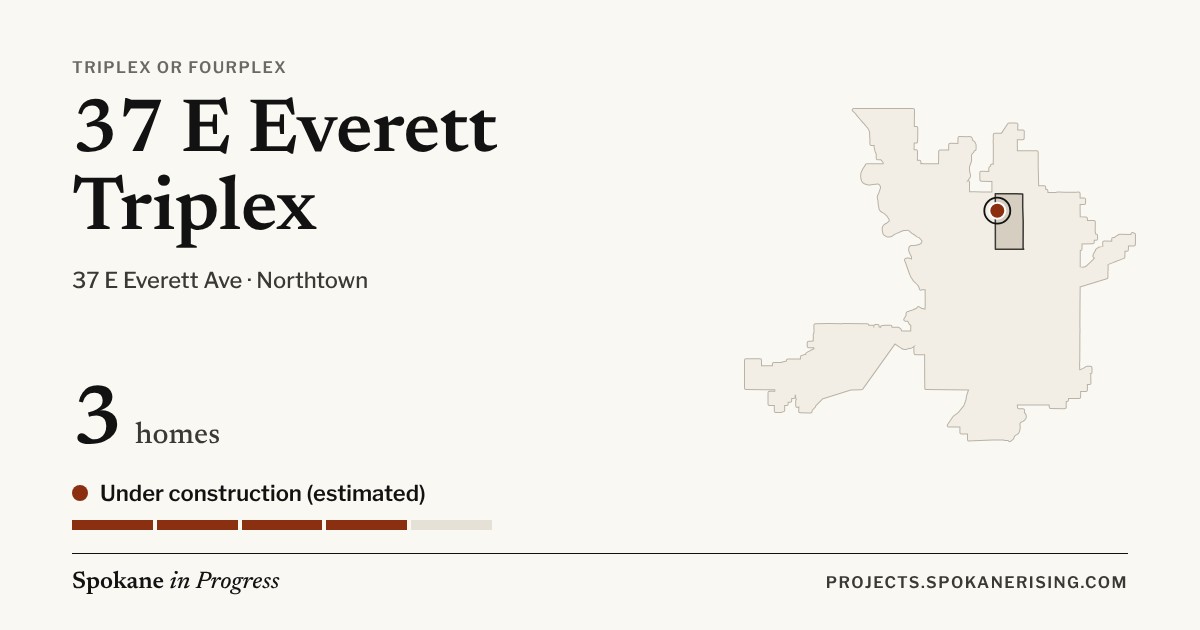 TRIPLEX OR FOURPLEX
37 E Everett
Triplex
37 E Everett Ave · Northtown
3 homes
Under construction (estimated)
Spokane in Progress
PROJECTS.SPOKANERISING.COM